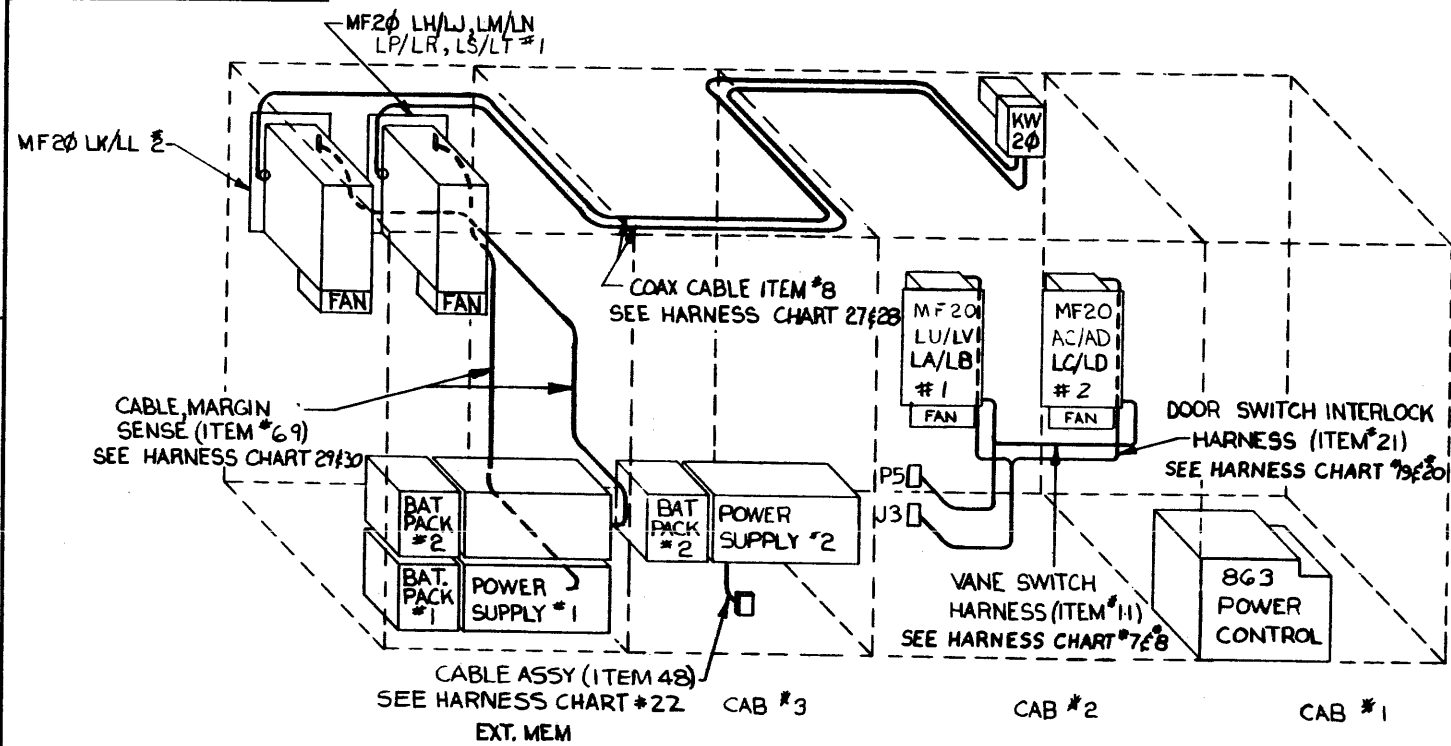 MF2Ø LH/LJ, LM/LN
LP/LR, LS/LT #1
MF2Ø LK/LL #2
KW
2Ø
FAN
FAN
COAX CABLE ITEM #8
SEE HARNESS CHART 27&28
MF20
LU/LV
LA/LB
#1
FAN
MF20
AC/AD
LC/LD
#2
FAN
CABLE, MARGIN
SENSE (ITEM #69)
SEE HARNESS CHART 29&30
DOOR SWITCH INTERLOCK
HARNESS (ITEM #21)
SEE HARNESS CHART #19&#20
P5
J3
BAT
PACK
#2
BAT.
PACK
#1
POWER
SUPPLY #1
BAT
PACK
#2
POWER
SUPPLY #2
VANE SWITCH
HARNESS (ITEM #11)
SEE HARNESS CHART #7&#8
863
POWER
CONTROL
CABLE ASSY (ITEM 48)
SEE HARNESS CHART #22
EXT. MEM
CAB #3
CAB #2
CAB #1